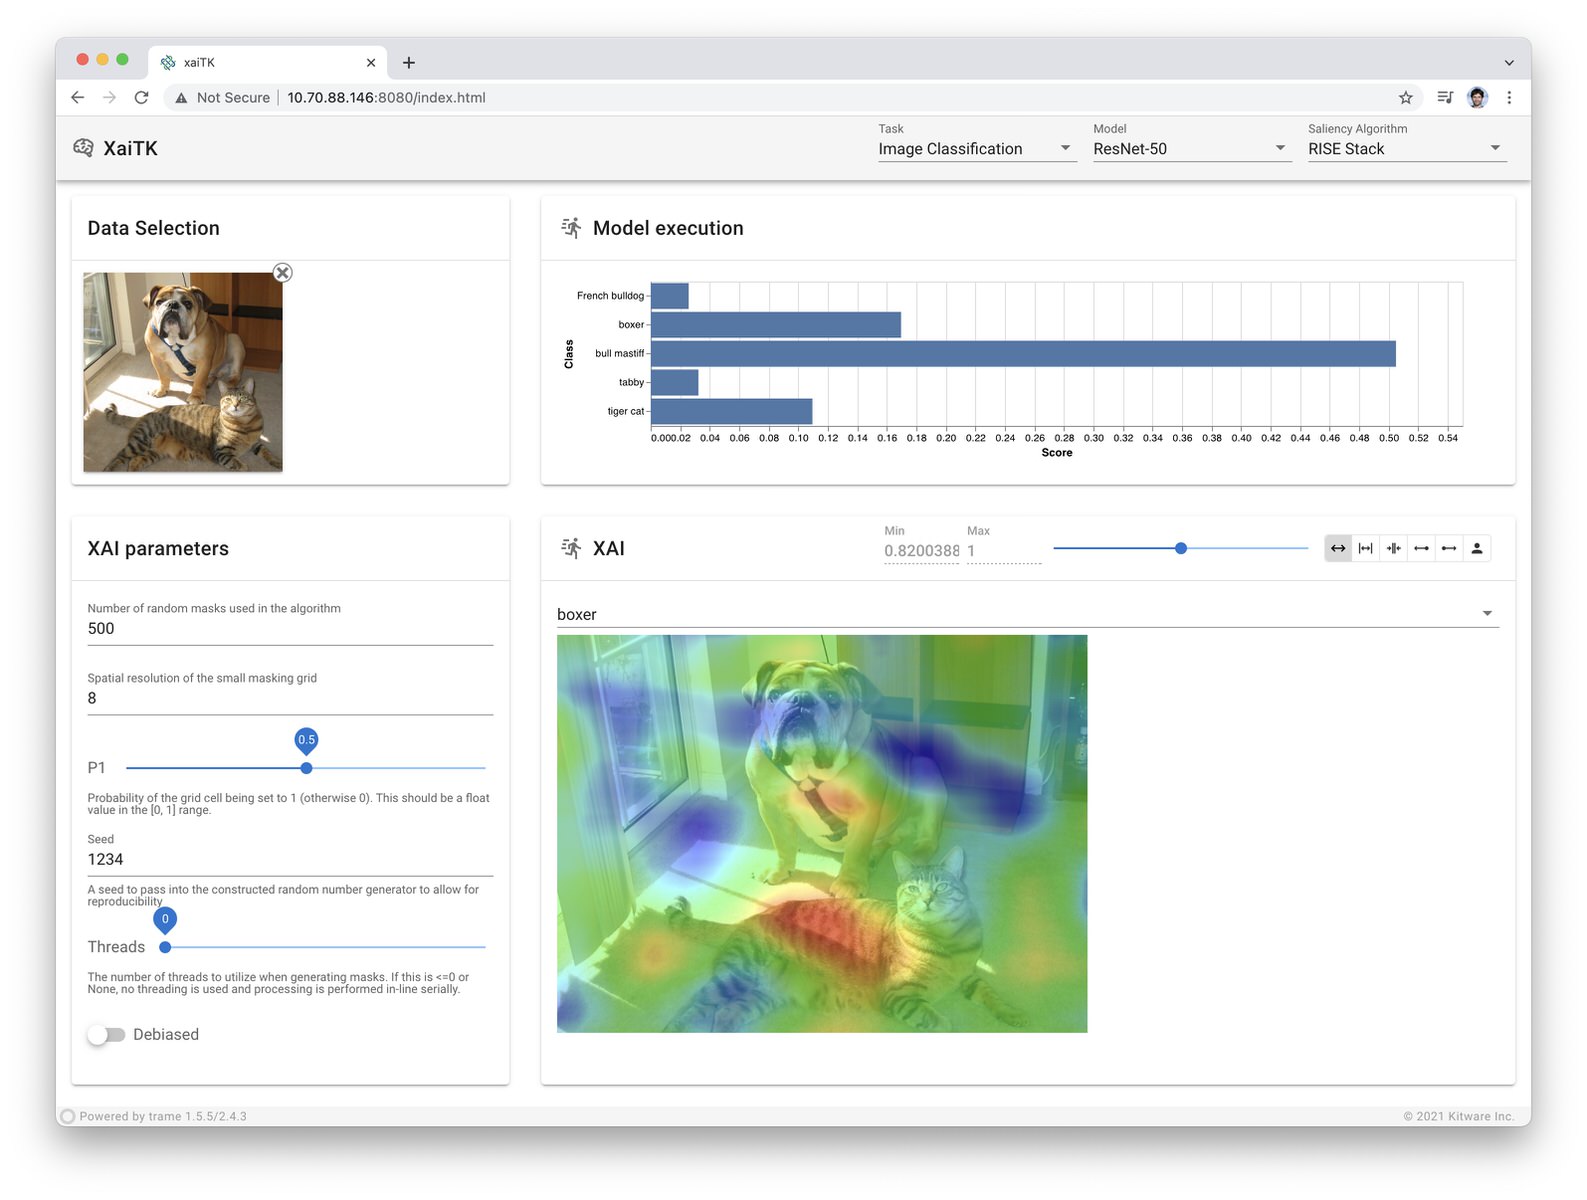 xaiTK
Not Secure 10.70.88.146:8080/index.html
XaiTK
Task
Image Classification
Model
ResNet-50
Saliency Algorithm
RISE Stack
Data Selection
Model execution
Class
French bulldog
boxer
bull mastiff
tabby
tiger cat
0.00 0.02 0.04 0.06 0.08 0.10 0.12 0.14 0.16 0.18 0.20 0.22 0.24 0.26 0.28 0.30 0.32 0.34 0.36 0.38 0.40 0.42 0.44 0.46 0.48 0.50 0.52 0.54
Score
XAI parameters
Number of random masks used in the algorithm
500
Spatial resolution of the small masking grid
8
0.5
P1
Probability of the grid cell being set to 1 (otherwise 0). This should be a float
value in the [0, 1] range.
Seed
1234
A seed to pass into the constructed random number generator to allow for
reproducibility
0
Threads
The number of threads to utilize when generating masks. If this is <=0 or
None, no threading is used and processing is performed in-line serially.
Debiased
XAI
Min
0.8200388
Max
1
boxer
Powered by trame 1.5.5/2.4.3
© 2021 Kitware Inc.